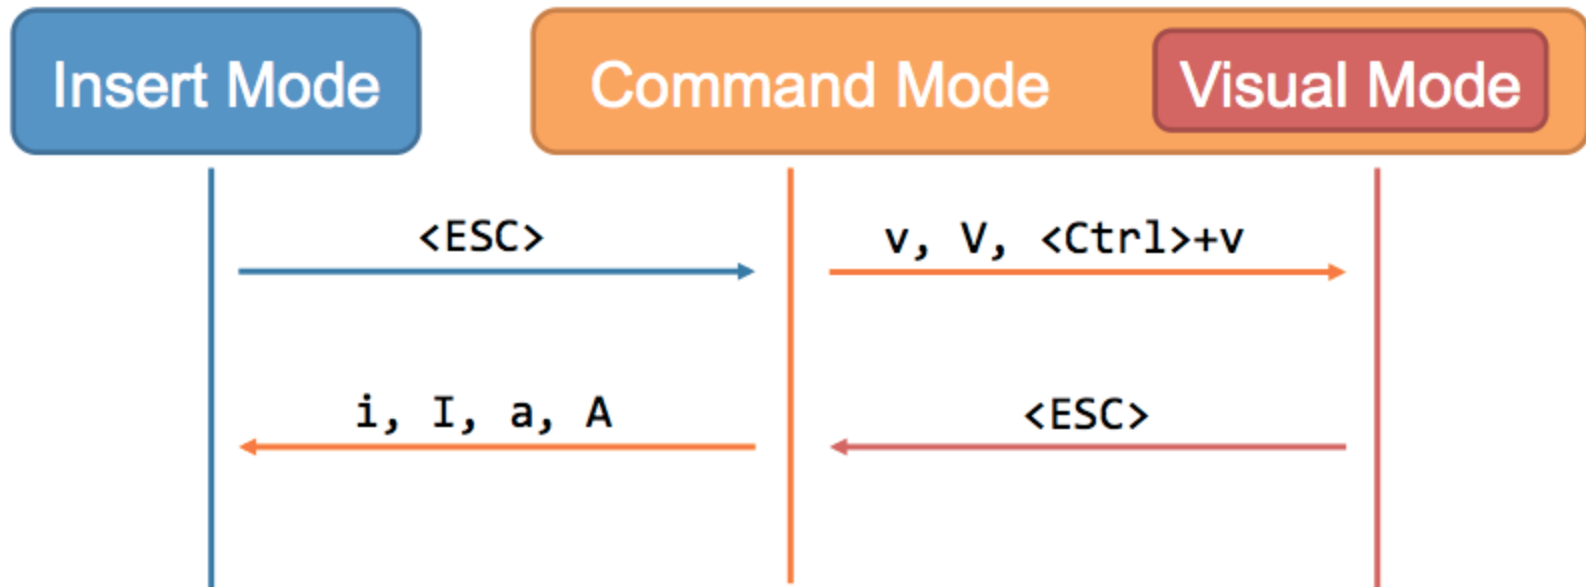 Insert Mode
Command Mode
Visual Mode
<ESC>
v, V, <Ctrl>+v
i, I, a, A
<ESC>